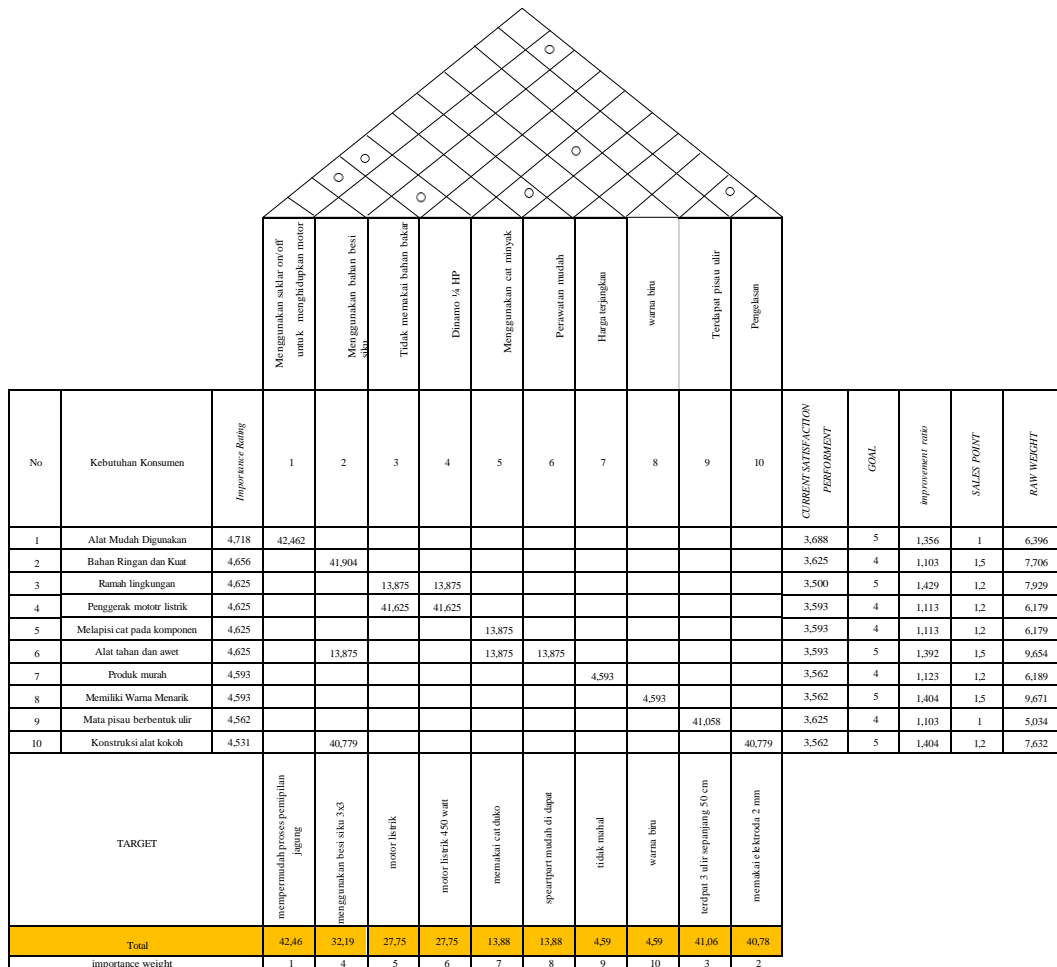 Menggunakan saklar on/off
untuk menghidupkan motor
Menggunakan bahan besi
siku
Tidak memakai bahan bakar
Dinamo ¼ HP
Menggunakan cat minyak
Perawatan mudah
Harga terjangkau
warna biru
Terdapat pisau ulir
Pengelasan
No Kebutuhan Konsumen Importance Rating 1 2 3 4 5 6 7 8 9 10 CURRENT SATISFACTION
PERFORMENT GOAL improvement ratio SALES POINT RAW WEIGHT
1 Alat Mudah Digunakan 4,718 42,462 3,688 5 1,356 1 6,396
2 Bahan Ringan dan Kuat 4,656 41,904 3,625 4 1,103 1,5 7,706
3 Ramah lingkungan 4,625 13,875 13,875 3,500 5 1,429 1,2 7,929
4 Penggerak mototr listrik 4,625 41,625 41,625 3,593 4 1,113 1,2 6,179
5 Melapisi cat pada komponen 4,625 13,875 3,593 4 1,113 1,2 6,179
6 Alat tahan dan awet 4,625 13,875 13,875 13,875 3,593 5 1,392 1,5 9,654
7 Produk murah 4,593 4,593 3,562 4 1,123 1,2 6,189
8 Memiliki Warna Menarik 4,593 4,593 3,562 5 1,404 1,5 9,671
9 Mata pisau berbentuk ulir 4,562 41,058 3,625 4 1,103 1 5,034
10 Konstruksi alat kokoh 4,531 40,779 40,779 3,562 5 1,404 1,2 7,632
TARGET
mempermudah proses pemipilan
jagung
menggunakan besi siku 3x3
motor listrik
motor listrik 450 watt
memakai cat duko
speartpart mudah di dapat
tidak mahal
warna biru
terdpat 3 ulir sepanjang 50 cm
memakai elektroda 2 mm
Total 42,46 32,19 27,75 27,75 13,88 13,88 4,59 4,59 41,06 40,78
importance weight 1 4 5 6 7 8 9 10 3 2